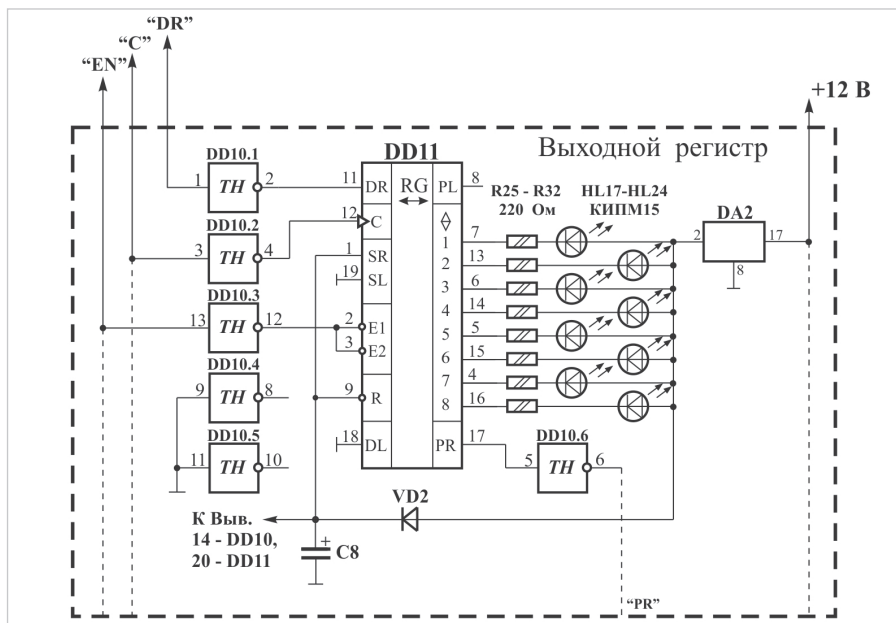 “DR”
“C”
“EN”
+12 В
Выходной регистр
DD10.1
1 TH 2
DD10.2
3 TH 4
DD10.3
13 TH 12
DD10.4
9 TH 8
DD10.5
11 TH 10
DD11
RG
11 DR
12 C
1 SR
19 SL
2 E1
3 E2
9 R
18 DL
PL 8
1 7
2 13
3 6
4 14
5 5
6 15
7 4
8 16
PR 17
R25 - R32
220 Ом
HL17-HL24
КИПМ15
DA2
2 17
8
DD10.6
5 TH 6
VD2
К Выв.
14 - DD10,
20 - DD11
+
C8
“PR”